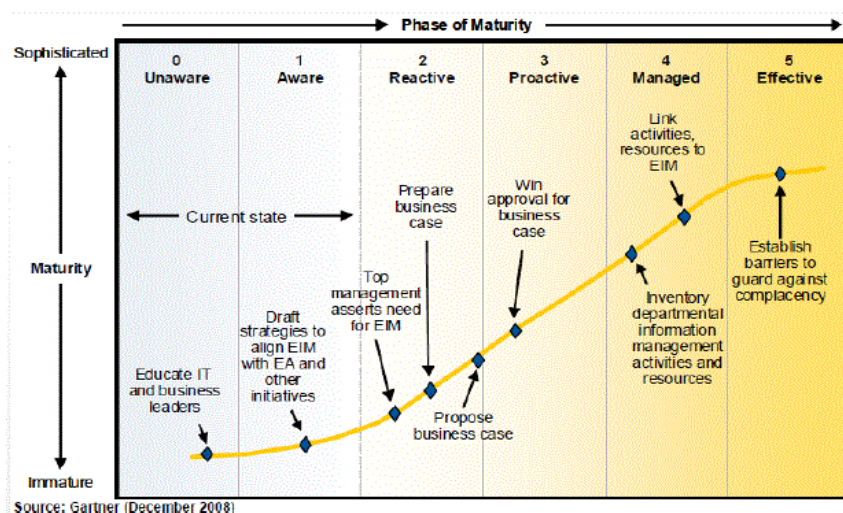 Phase of Maturity
Sophisticated
Maturity
Immature
0
Unaware
1
Aware
2
Reactive
3
Proactive
4
Managed
5
Effective
Current state
Educate IT
and business
leaders
Draft
strategies to
align EIM
with EA and
other
initiatives
Top
management
asserts need
for EIM
Prepare
business
case
Propose
business case
Win
approval for
business
case
Inventory
departmental
information
management
activities and
resources
Link
activities,
resources to
EIM
Establish
barriers to
guard against
complacency
Source: Gartner (December 2008)